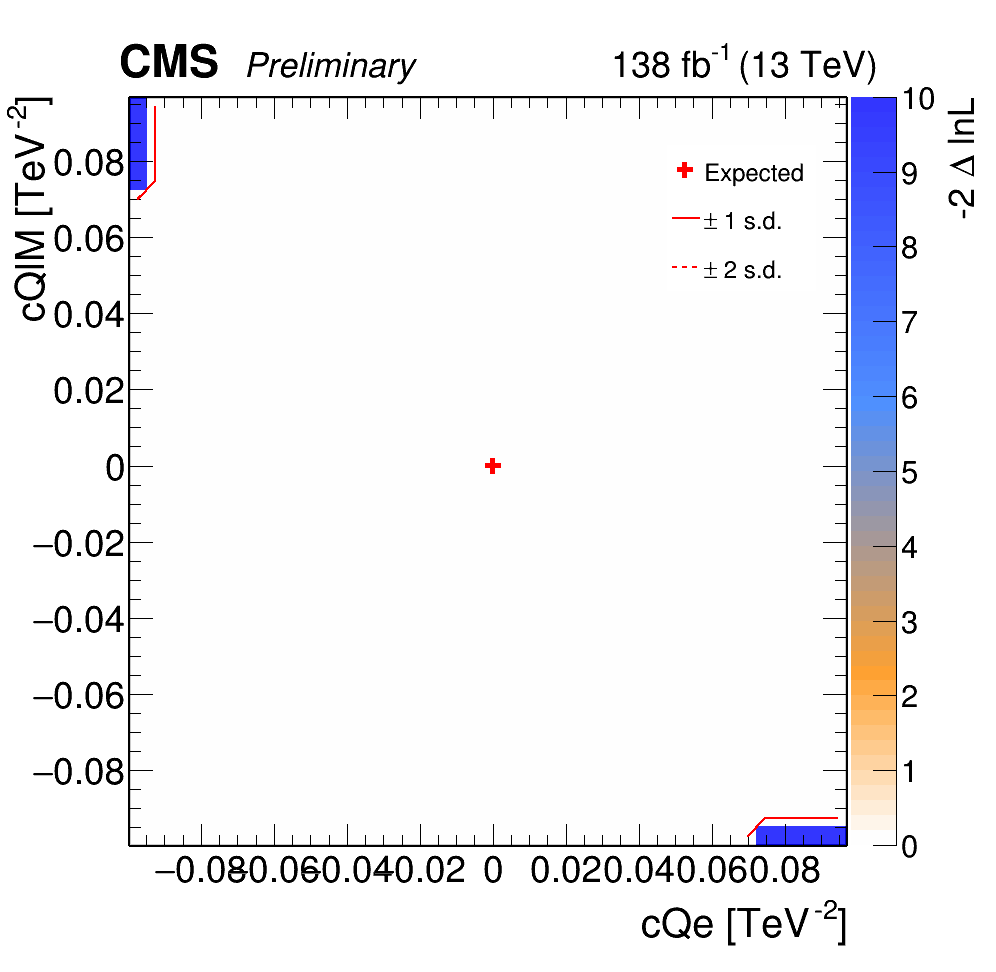 CMS Preliminary 138 fb-1 (13 TeV)
cQlM [TeV-2]
0.08
0.06
0.04
0.02
0
−0.02
−0.04
−0.06
−0.08
−0.08 −0.06 −0.04 −0.02 0 0.02 0.04 0.06 0.08
cQe [TeV-2]
Expected
± 1 s.d.
± 2 s.d.
10
9
8
7
6
5
4
3
2
1
0
-2 Δ lnL